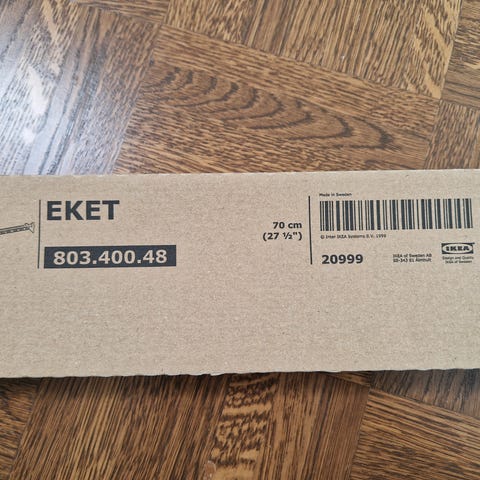 EKET
803.400.48
70 cm
(27 ½")
Made in Sweden
© Inter IKEA Systems B.V. 1999
20999
IKEA of Sweden AB
SE-343 81 Älmhult
IKEA
Design and Quality
IKEA of Sweden